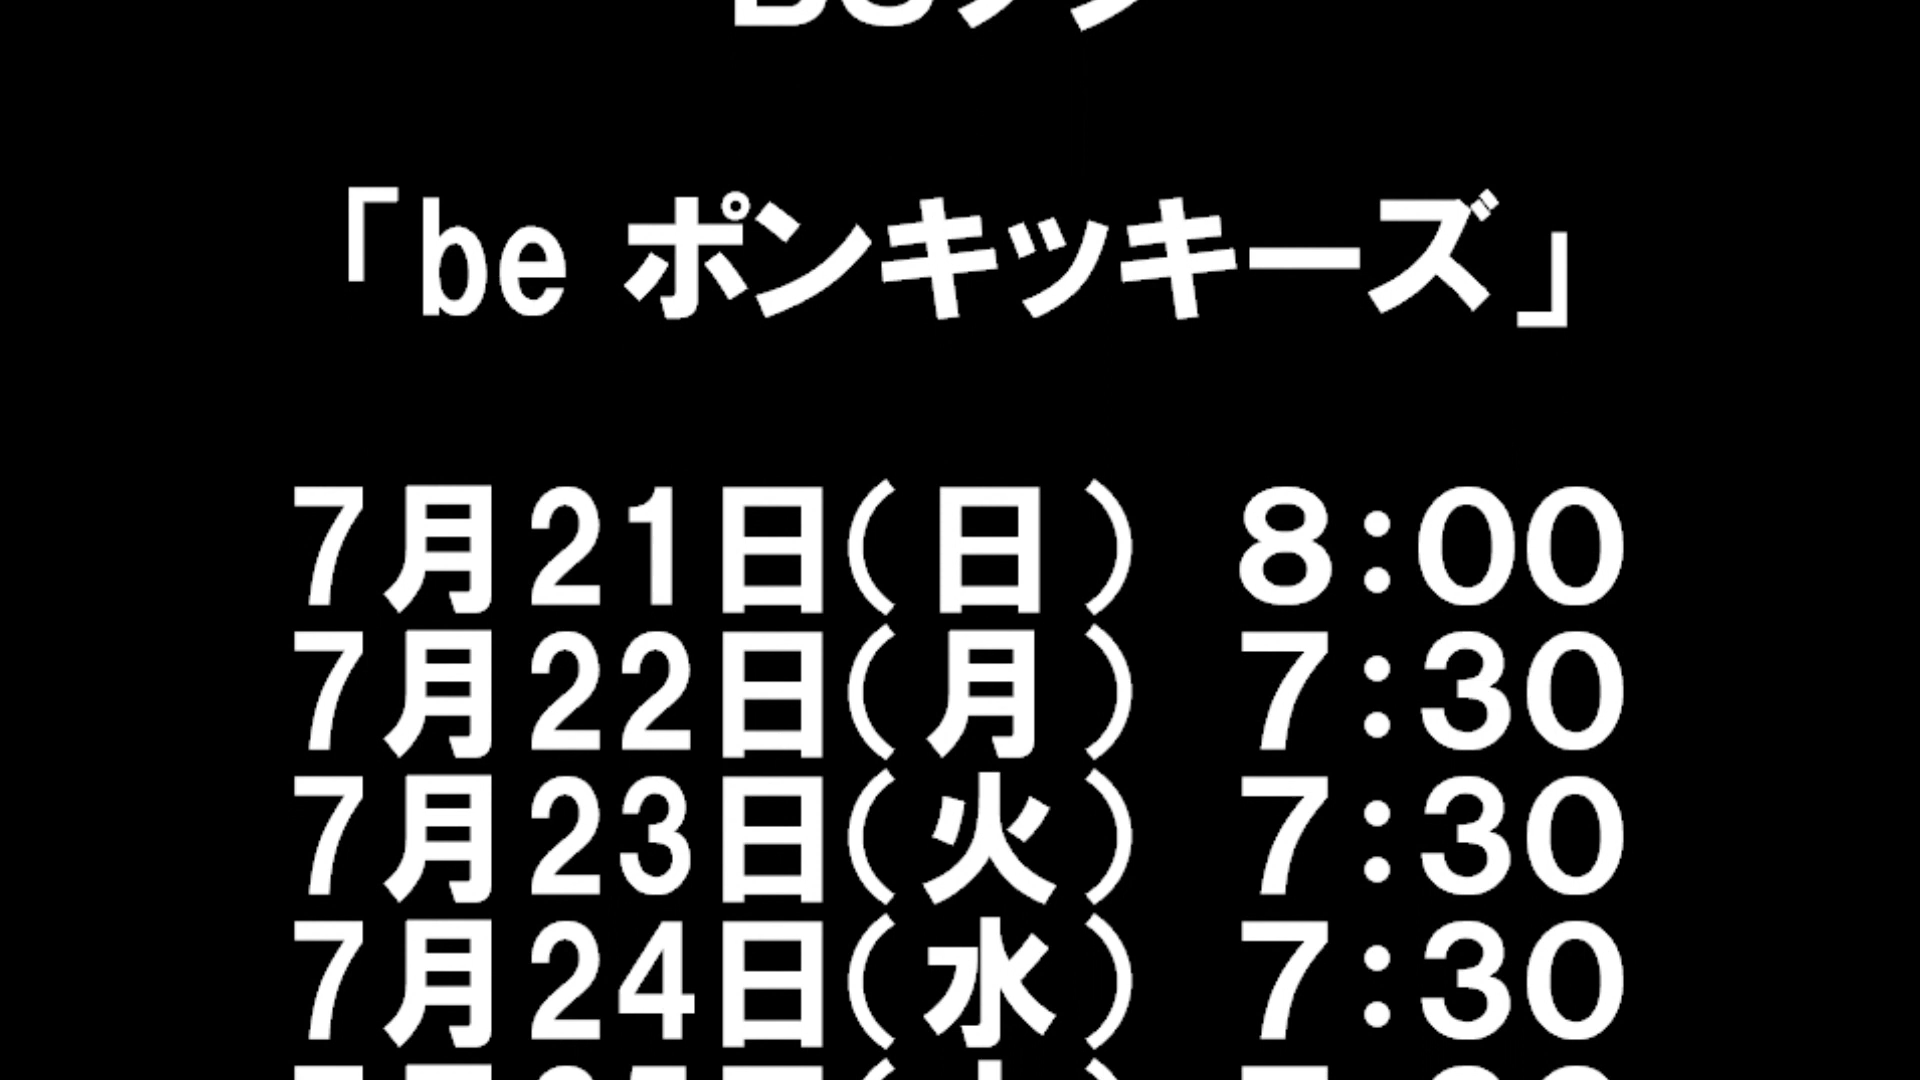 「be ポンキッキーズ」
7月21日(日) 8:00
7月22日(月) 7:30
7月23日(火) 7:30
7月24日(水) 7:30